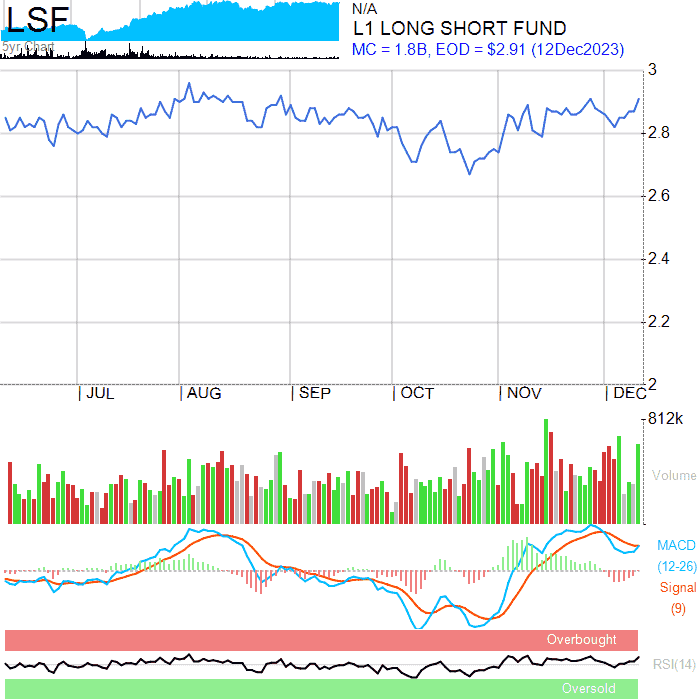 LSF
5yr Chart
N/A
L1 LONG SHORT FUND
MC = 1.8B, EOD = $2.91 (12Dec2023)
3
2.8
2.6
2.4
2.2
2
JUL
AUG
SEP
OCT
NOV
DEC
812k
Volume
MACD
(12-26)
Signal
(9)
Overbought
RSI(14)
Oversold